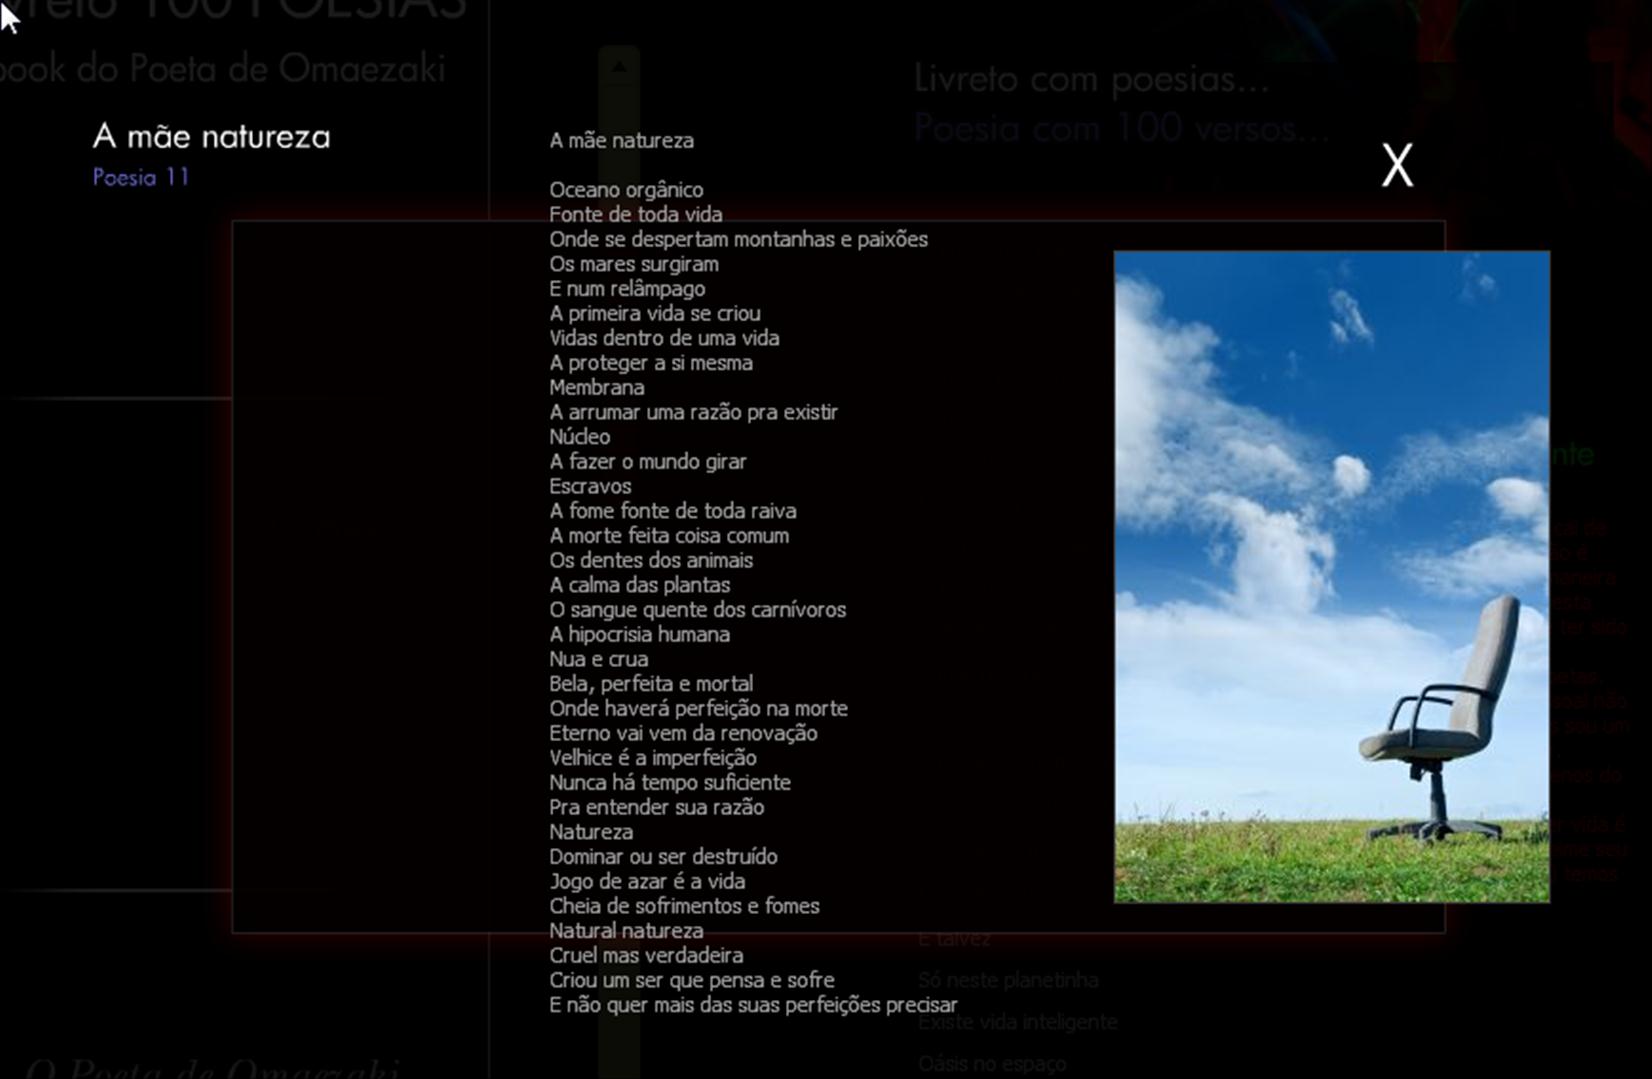 Livreto 100 POESIAS
book do Poeta de Omaezaki
Livreto com poesias...
Poesia com 100 versos...
A mãe natureza
Poesia 11
X
A mãe natureza
Oceano orgânico
Fonte de toda vida
Onde se despertam montanhas e paixões
Os mares surgiram
E num relâmpago
A primeira vida se criou
Vidas dentro de uma vida
A proteger a si mesma
Membrana
A arrumar uma razão pra existir
Núcleo
A fazer o mundo girar
Escravos
A fome fonte de toda raiva
A morte feita coisa comum
Os dentes dos animais
A calma das plantas
O sangue quente dos carnívoros
A hipocrisia humana
Nua e crua
Bela, perfeita e mortal
Onde haverá perfeição na morte
Eterno vai vem da renovação
Velhice é a imperfeição
Nunca há tempo suficiente
Pra entender sua razão
Natureza
Dominar ou ser destruído
Jogo de azar é a vida
Cheia de sofrimentos e fomes
Natural natureza
Cruel mas verdadeira
Criou um ser que pensa e sofre
E não quer mais das suas perfeições precisar
E talvez
Só neste planetinha
Existe vida inteligente
Oásis no espaço
O Poeta de Omaezaki